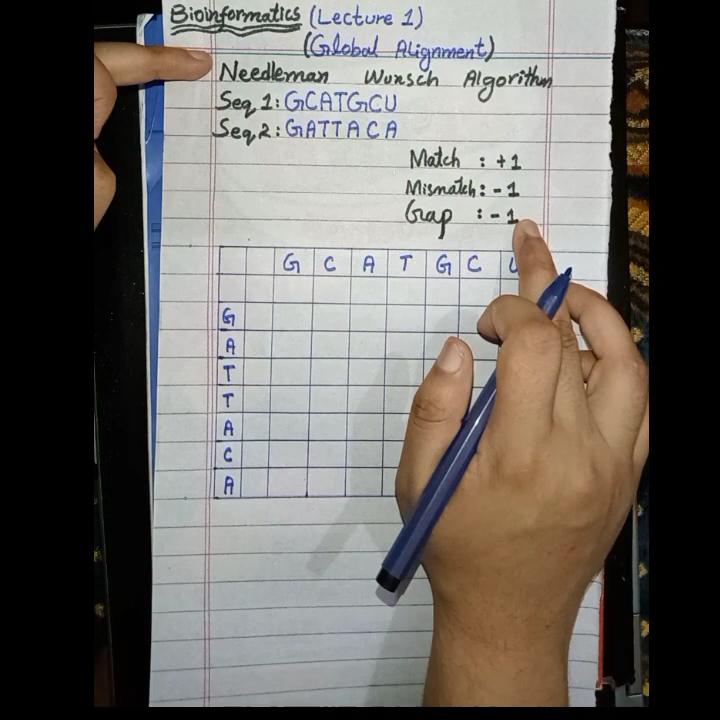 Bioinformatics (Lecture 1)
(Global Alignment)
Needleman Wunsch Algorithm
Seq 1: GCATGCU
Seq 2: GATTACA
Match : +1
Mismatch : -1
Gap : -1
G C A T G C U
G
A
T
T
A
C
A